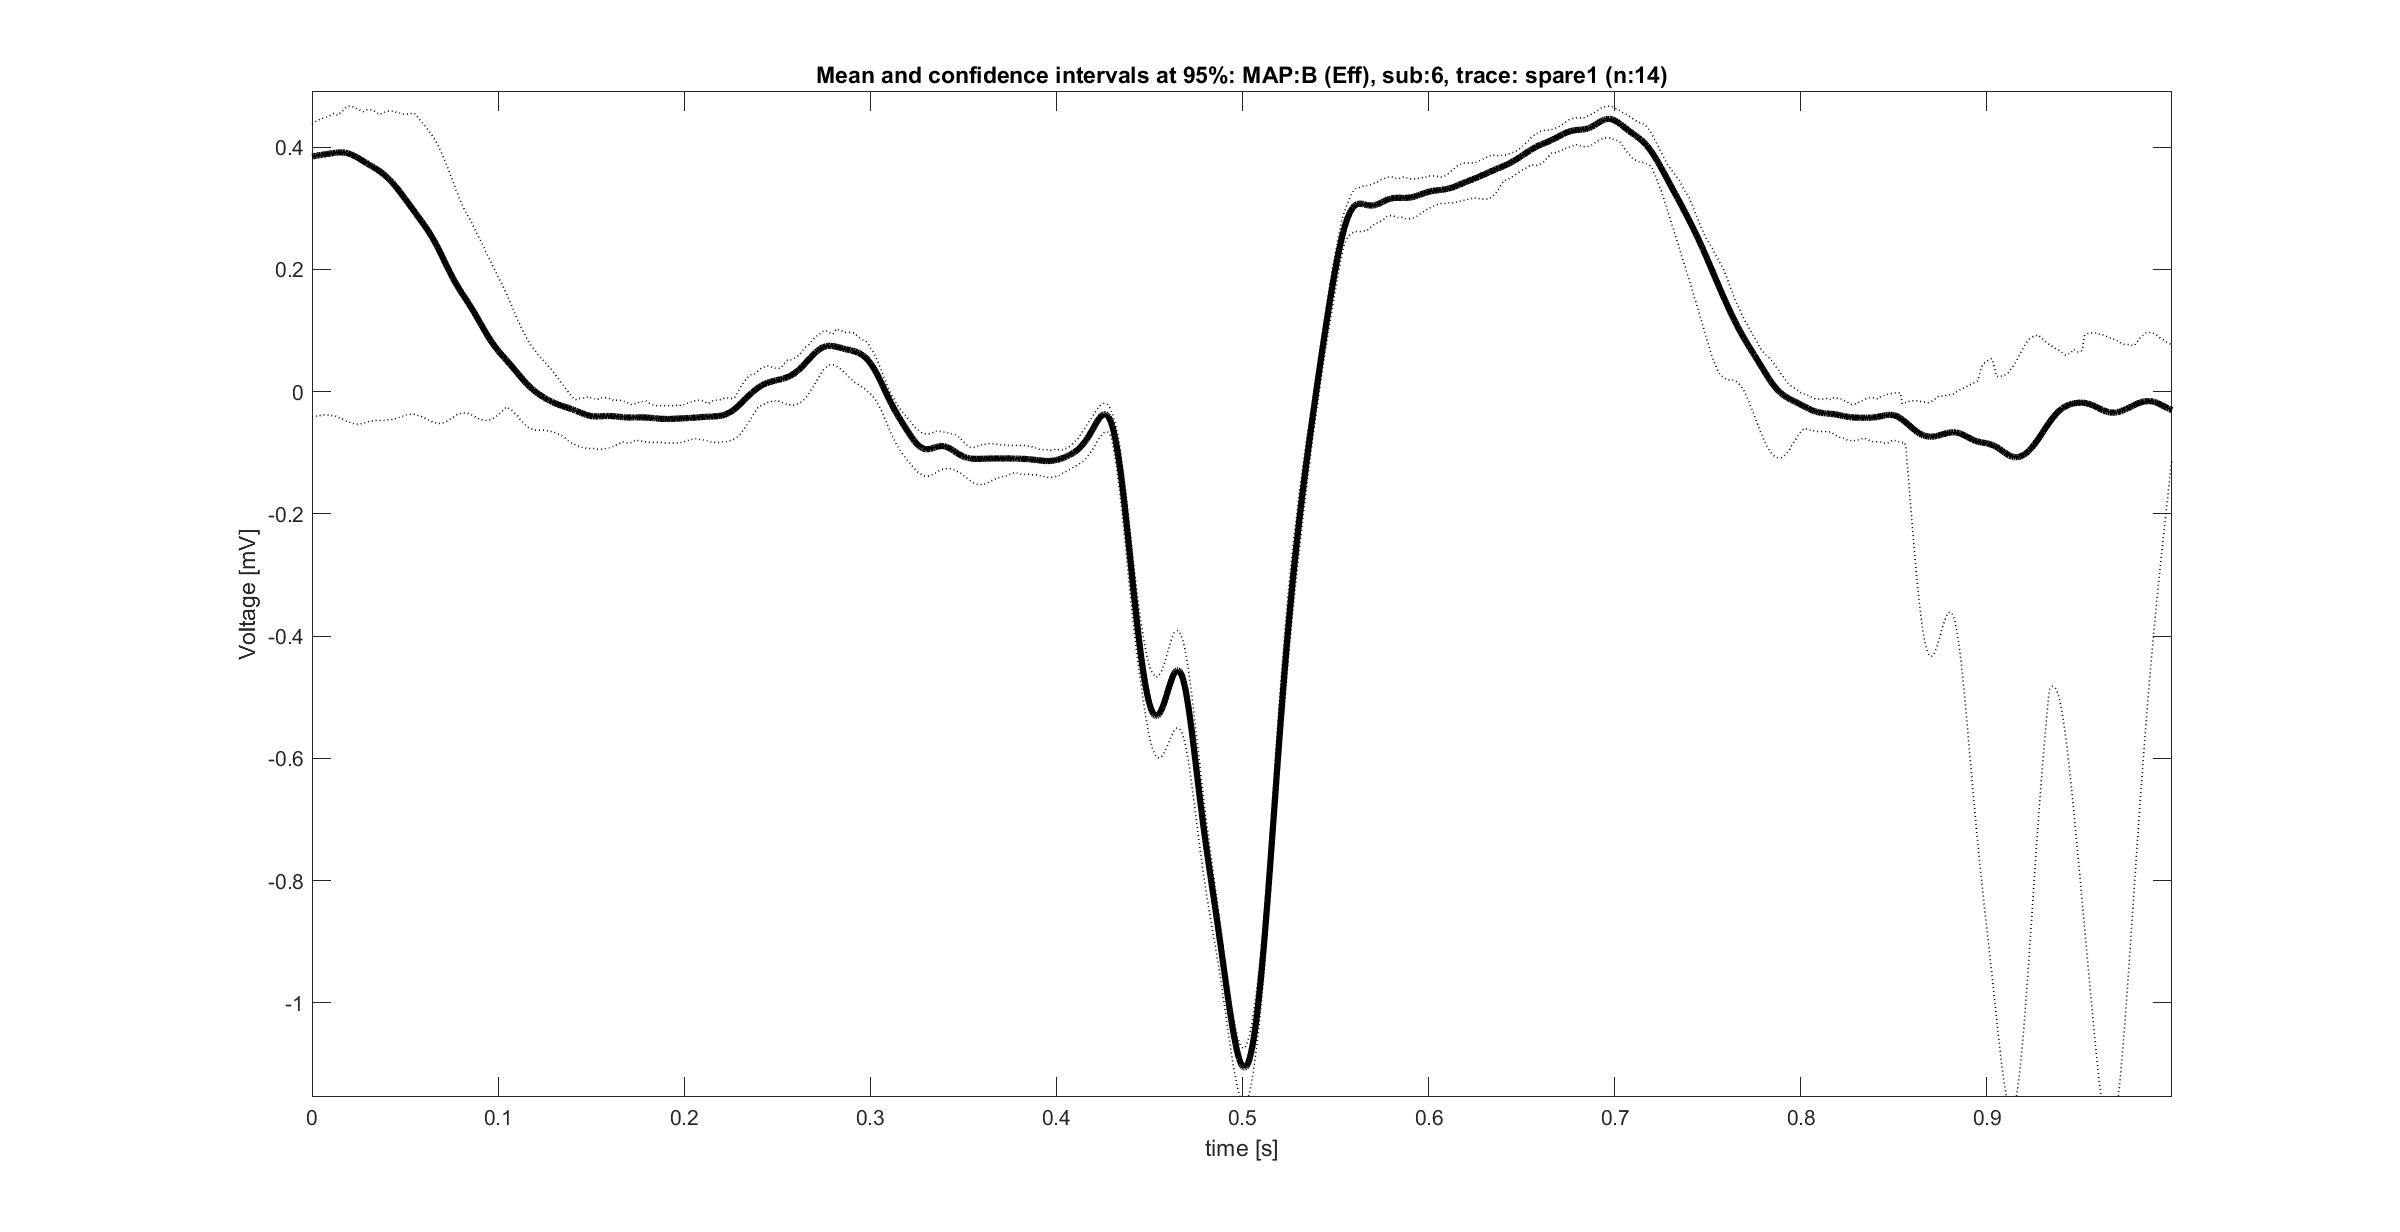 Mean and confidence intervals at 95%: MAP:B (Eff), sub:6, trace: spare1 (n:14)
0.4
0.2
0
-0.2
-0.4
-0.6
-0.8
-1
Voltage [mV]
0 0.1 0.2 0.3 0.4 0.5 0.6 0.7 0.8 0.9
time [s]